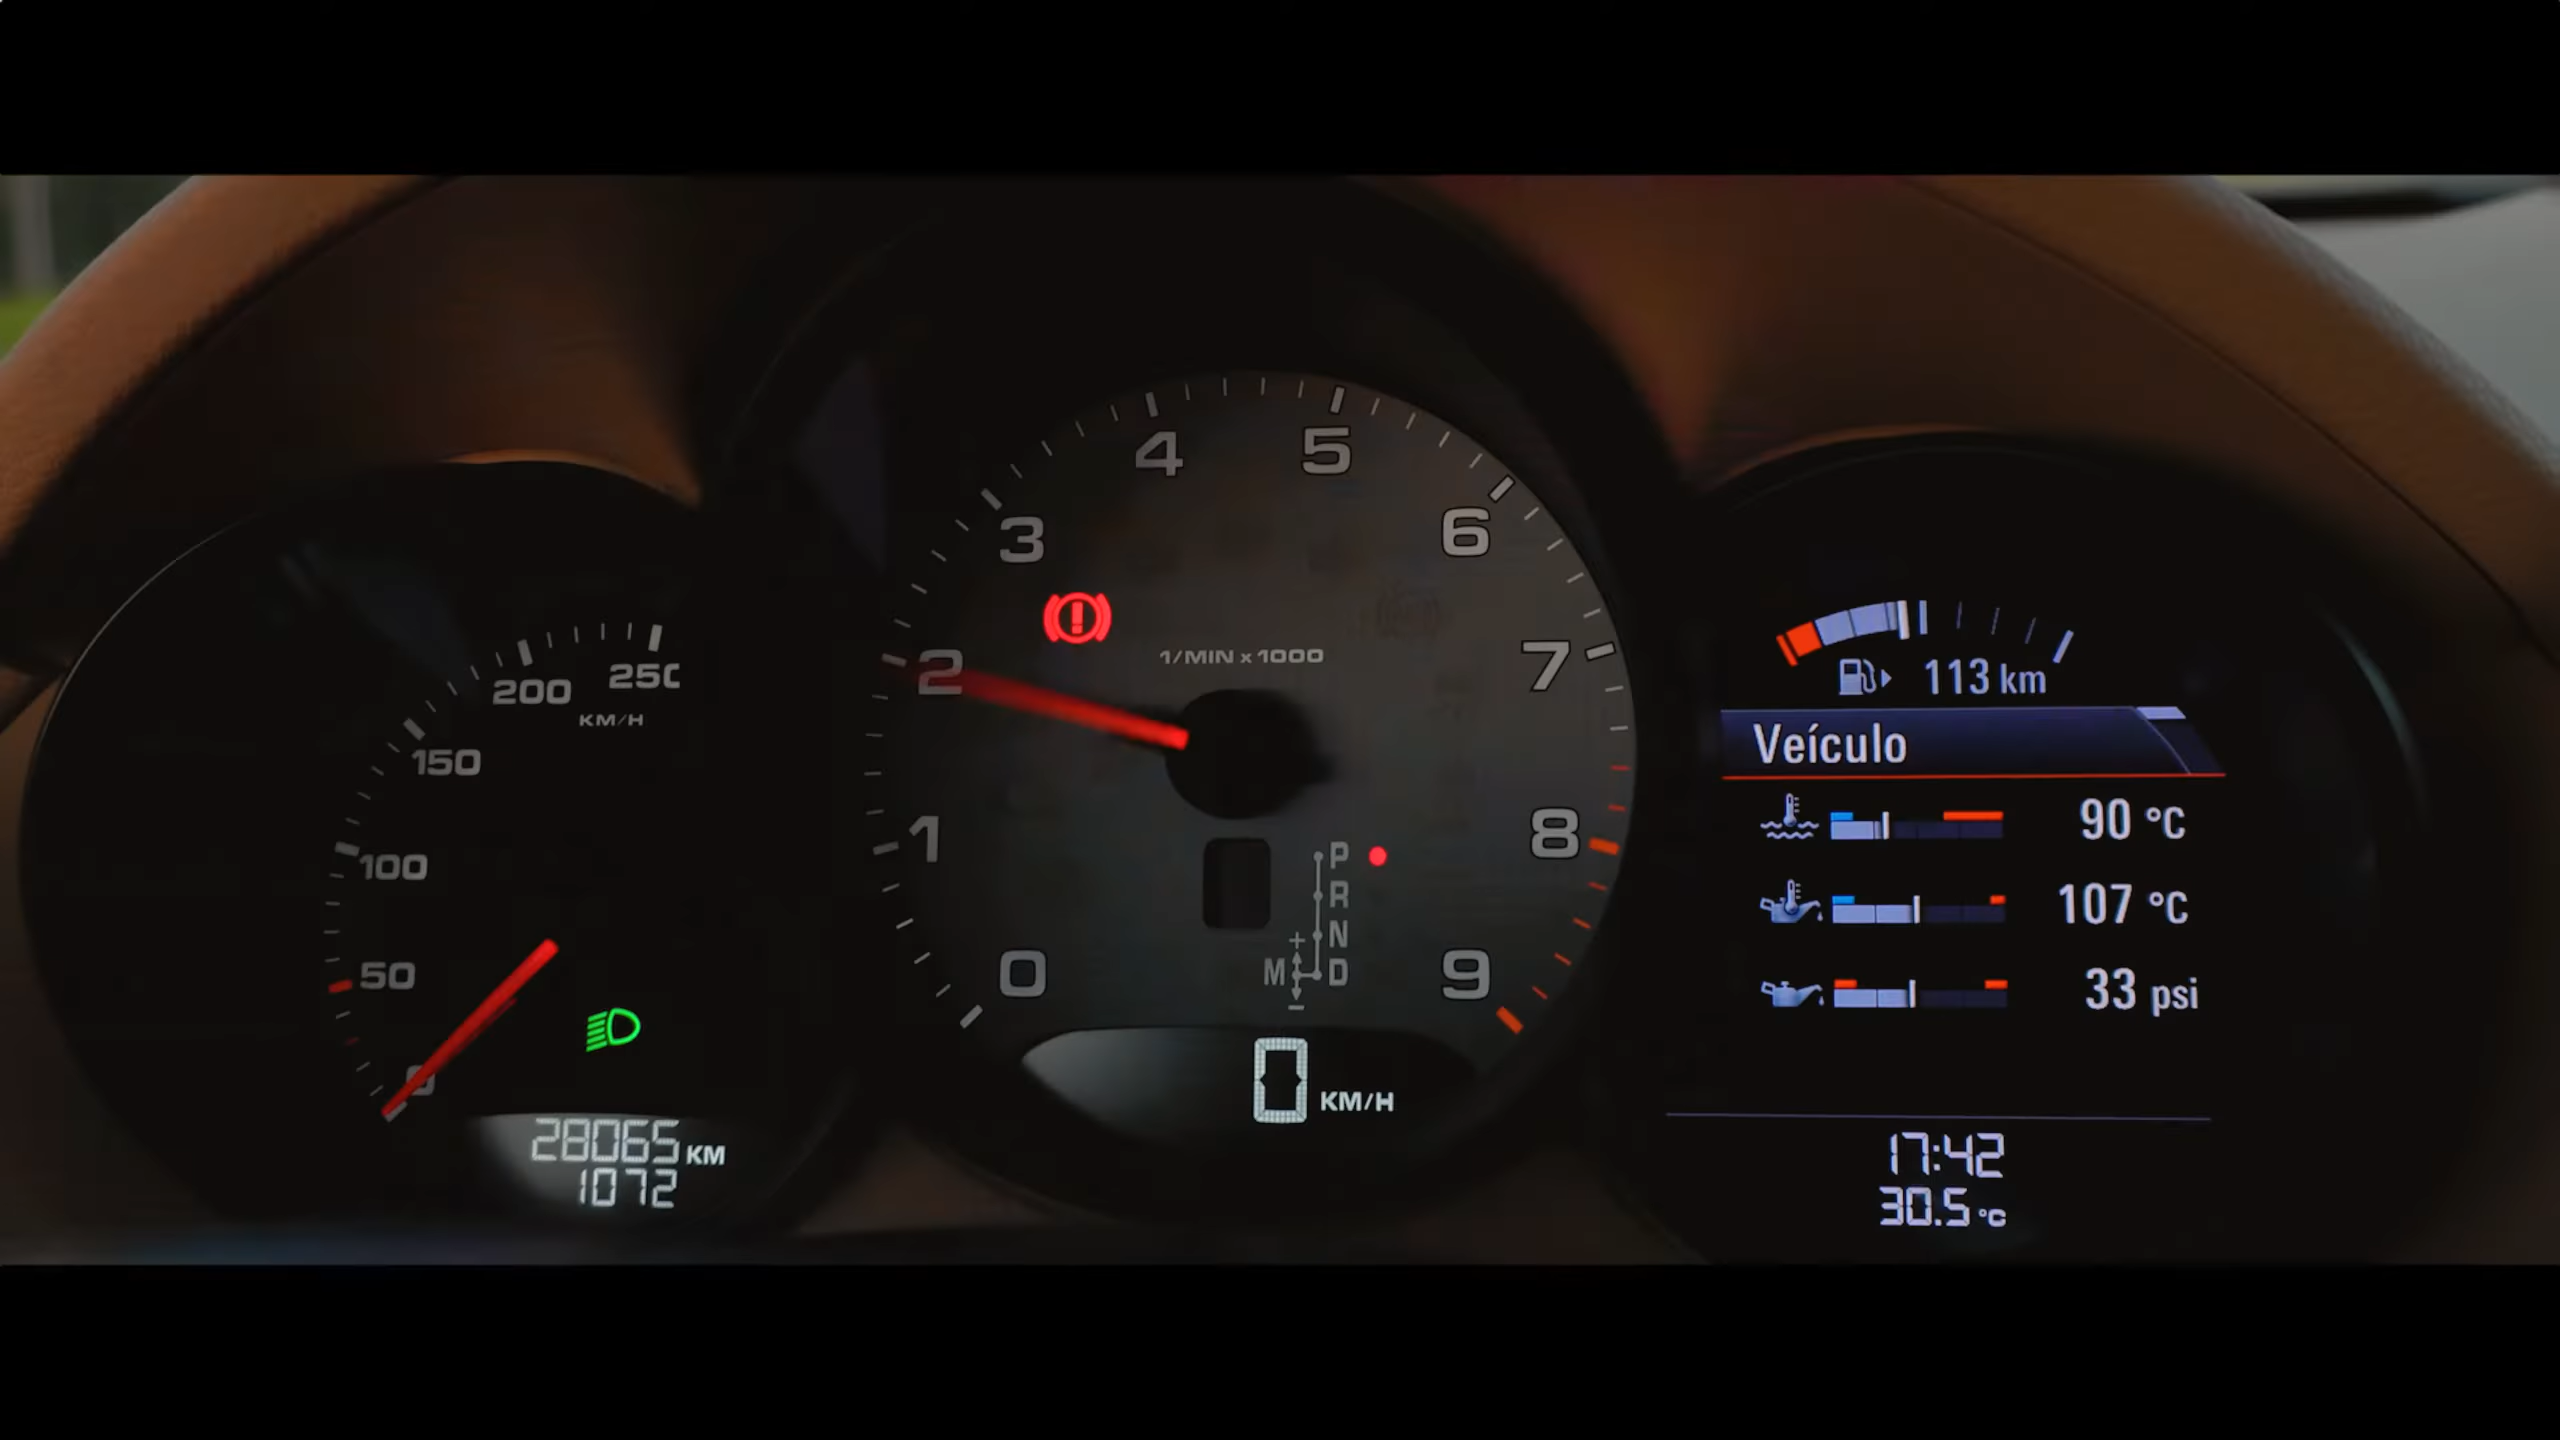 200
250
KM/H
150
100
50
0
28065 KM
1072
4
5
3
6
1/MIN x 1000
2
7
1
8
P
R
N
M D
+
-
0
9
0 KM/H
113 km
Veículo
90 °C
107 °C
33 psi
17:42
30.5 °C